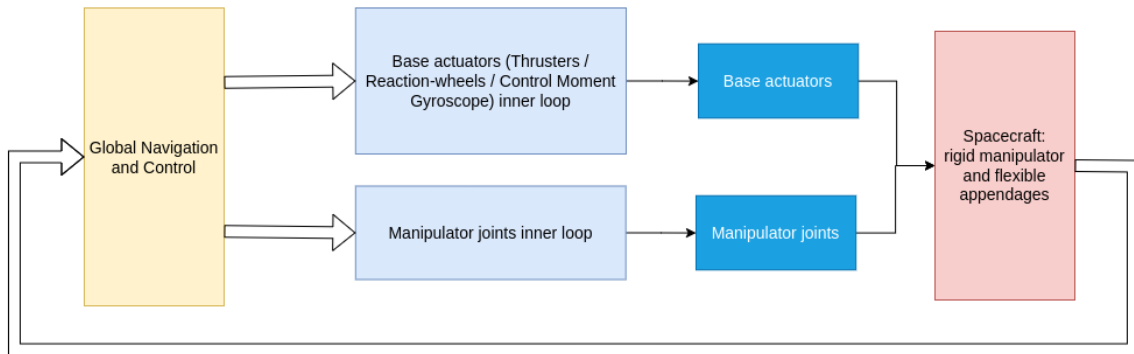 Global Navigation
and Control
Base actuators (Thrusters /
Reaction-wheels / Control Moment
Gyroscope) inner loop
Base actuators
Manipulator joints inner loop
Manipulator joints
Spacecraft:
rigid manipulator
and flexible
appendages